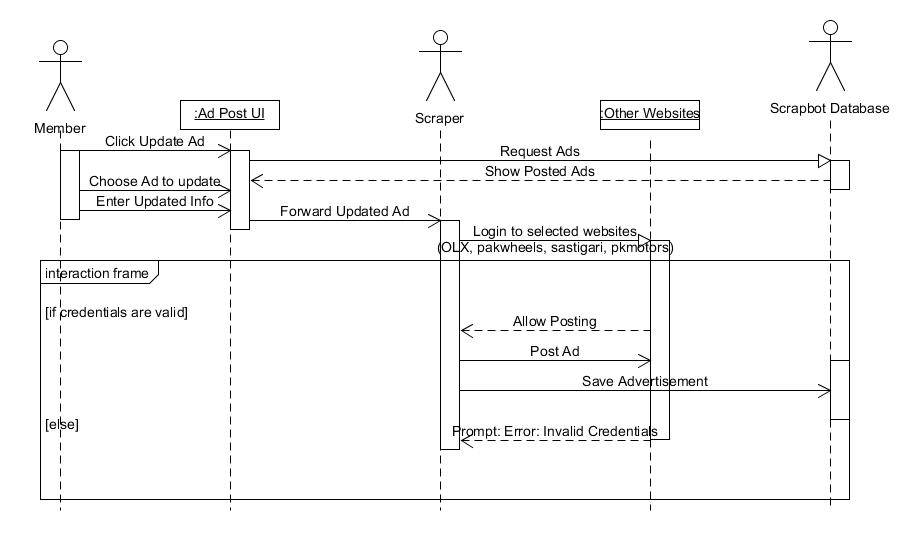 Member
:Ad Post UI
Scraper
:Other Websites
Scrapbot Database
Click Update Ad
Request Ads
Show Posted Ads
Choose Ad to update
Enter Updated Info
Forward Updated Ad
Login to selected websites
(OLX, pakwheels, sastigari, pkmotors)
interaction frame
[if credentials are valid]
Allow Posting
Post Ad
Save Advertisement
[else]
Prompt: Error: Invalid Credentials